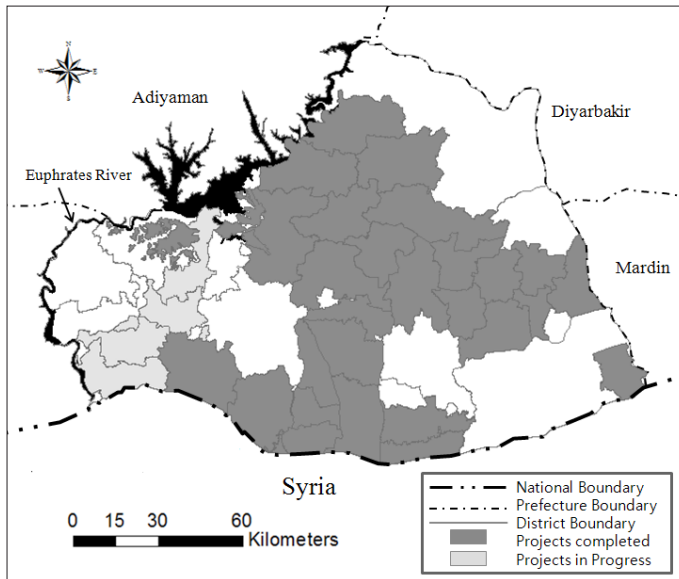 N
W E
S
Adiyaman
Diyarbakir
Euphrates River
Mardin
Syria
0 15 30 60
Kilometers
National Boundary
Prefecture Boundary
District Boundary
Projects completed
Projects in Progress